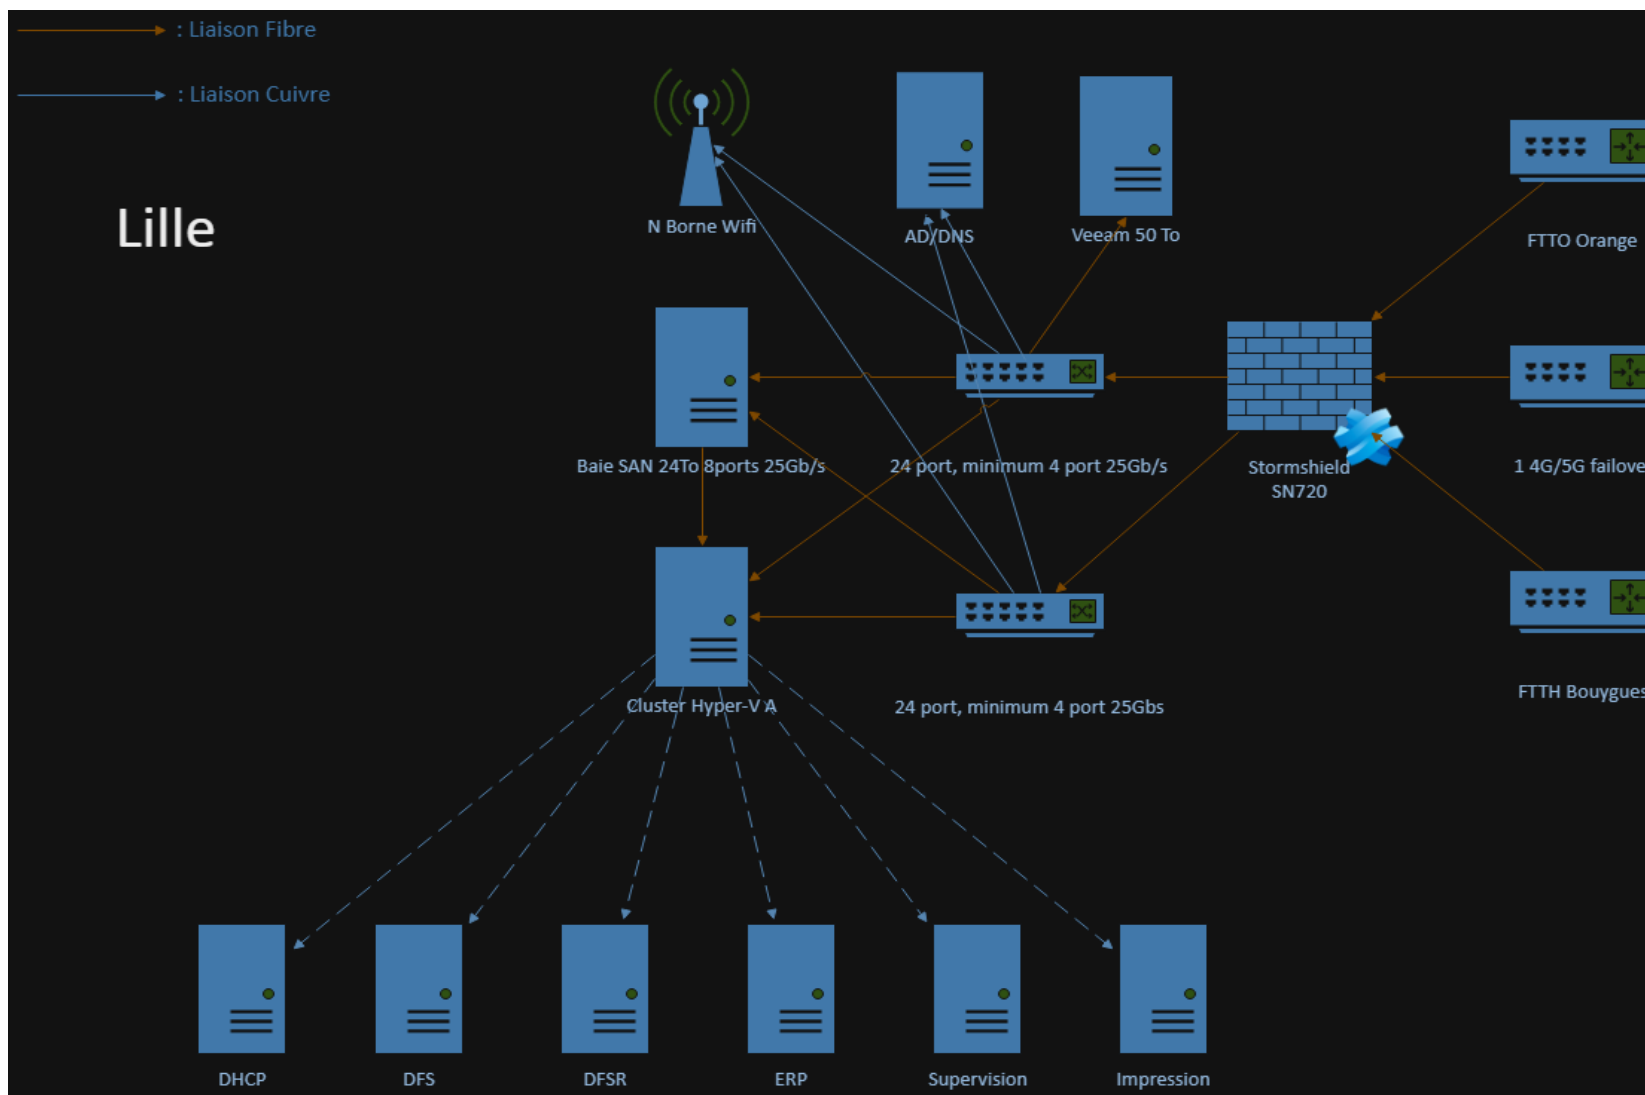 : Liaison Fibre
: Liaison Cuivre
Lille
N Borne Wifi
AD/DNS
Veeam 50 To
FTTO Orange
Baie SAN 24To 8ports 25Gb/s
24 port, minimum 4 port 25Gb/s
Stormshield
SN720
1 4G/5G failove
Cluster Hyper-V A
24 port, minimum 4 port 25Gbs
FTTH Bouygues
DHCP
DFS
DFSR
ERP
Supervision
Impression